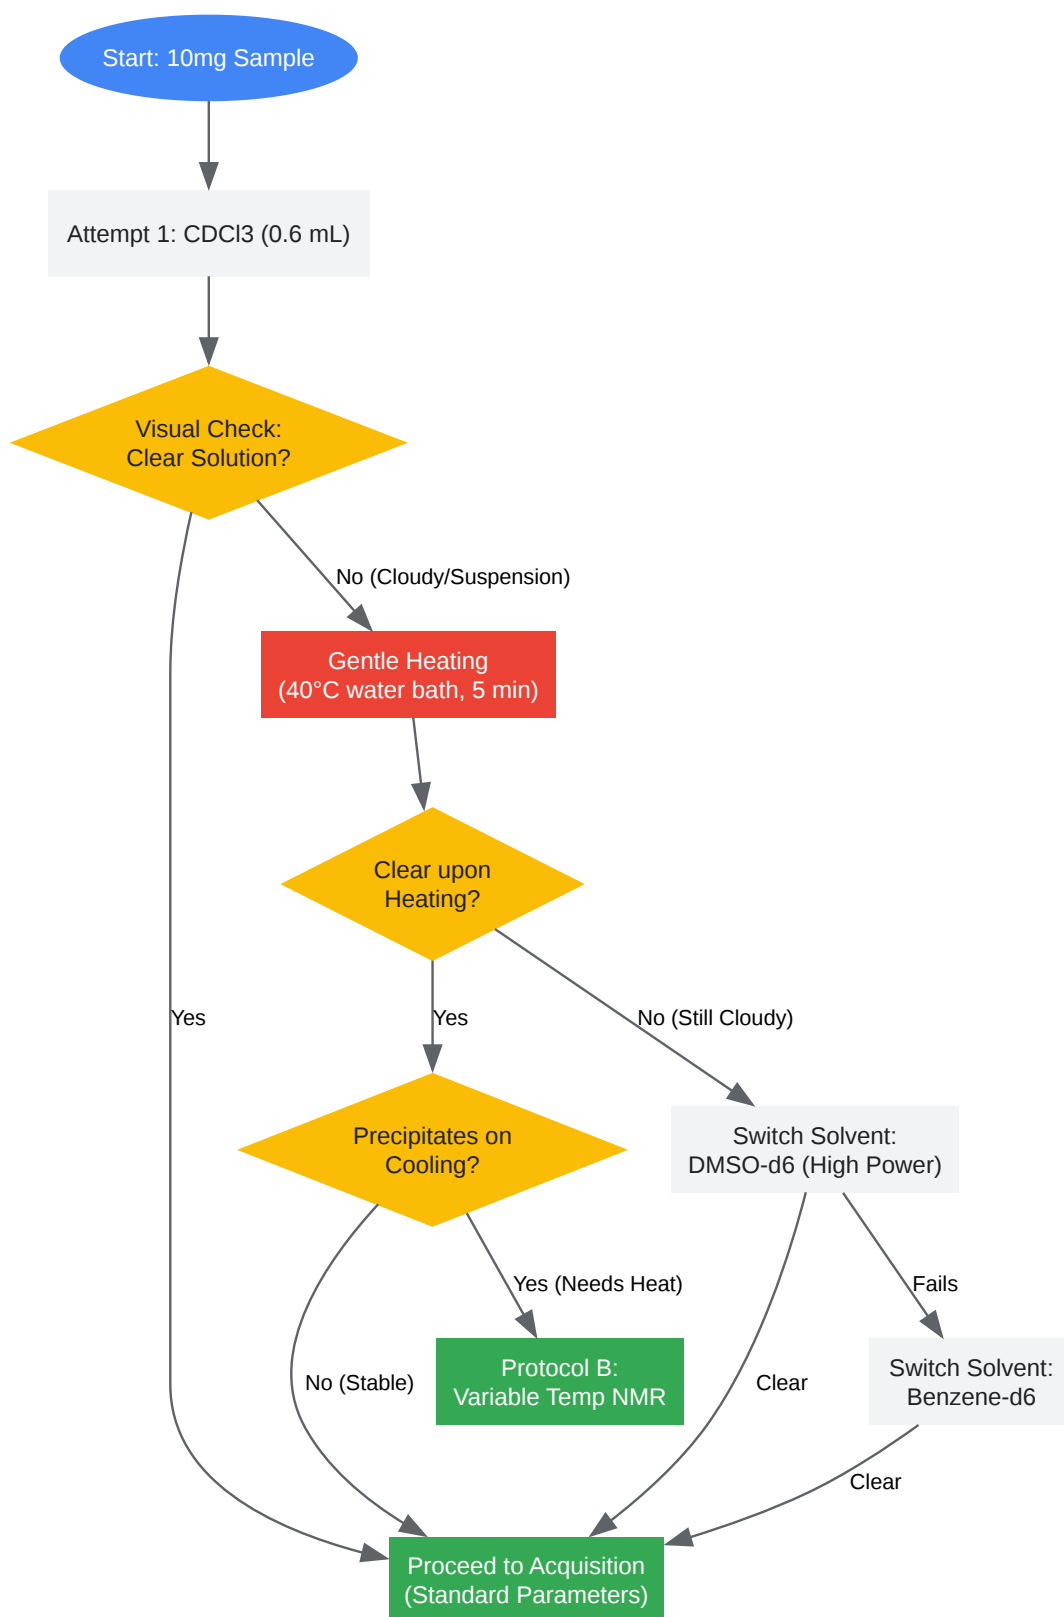 Start: 10mg Sample
Attempt 1: CDCl3 (0.6 mL)
Visual Check:
Clear Solution?
No (Cloudy/Suspension)
Gentle Heating
(40°C water bath, 5 min)
Clear upon
Heating?
Yes
Yes
No (Still Cloudy)
Precipitates on
Cooling?
Switch Solvent:
DMSO-d6 (High Power)
Yes (Needs Heat)
Fails
Protocol B:
Variable Temp NMR
Switch Solvent:
Benzene-d6
No (Stable)
Clear
Clear
Proceed to Acquisition
(Standard Parameters)